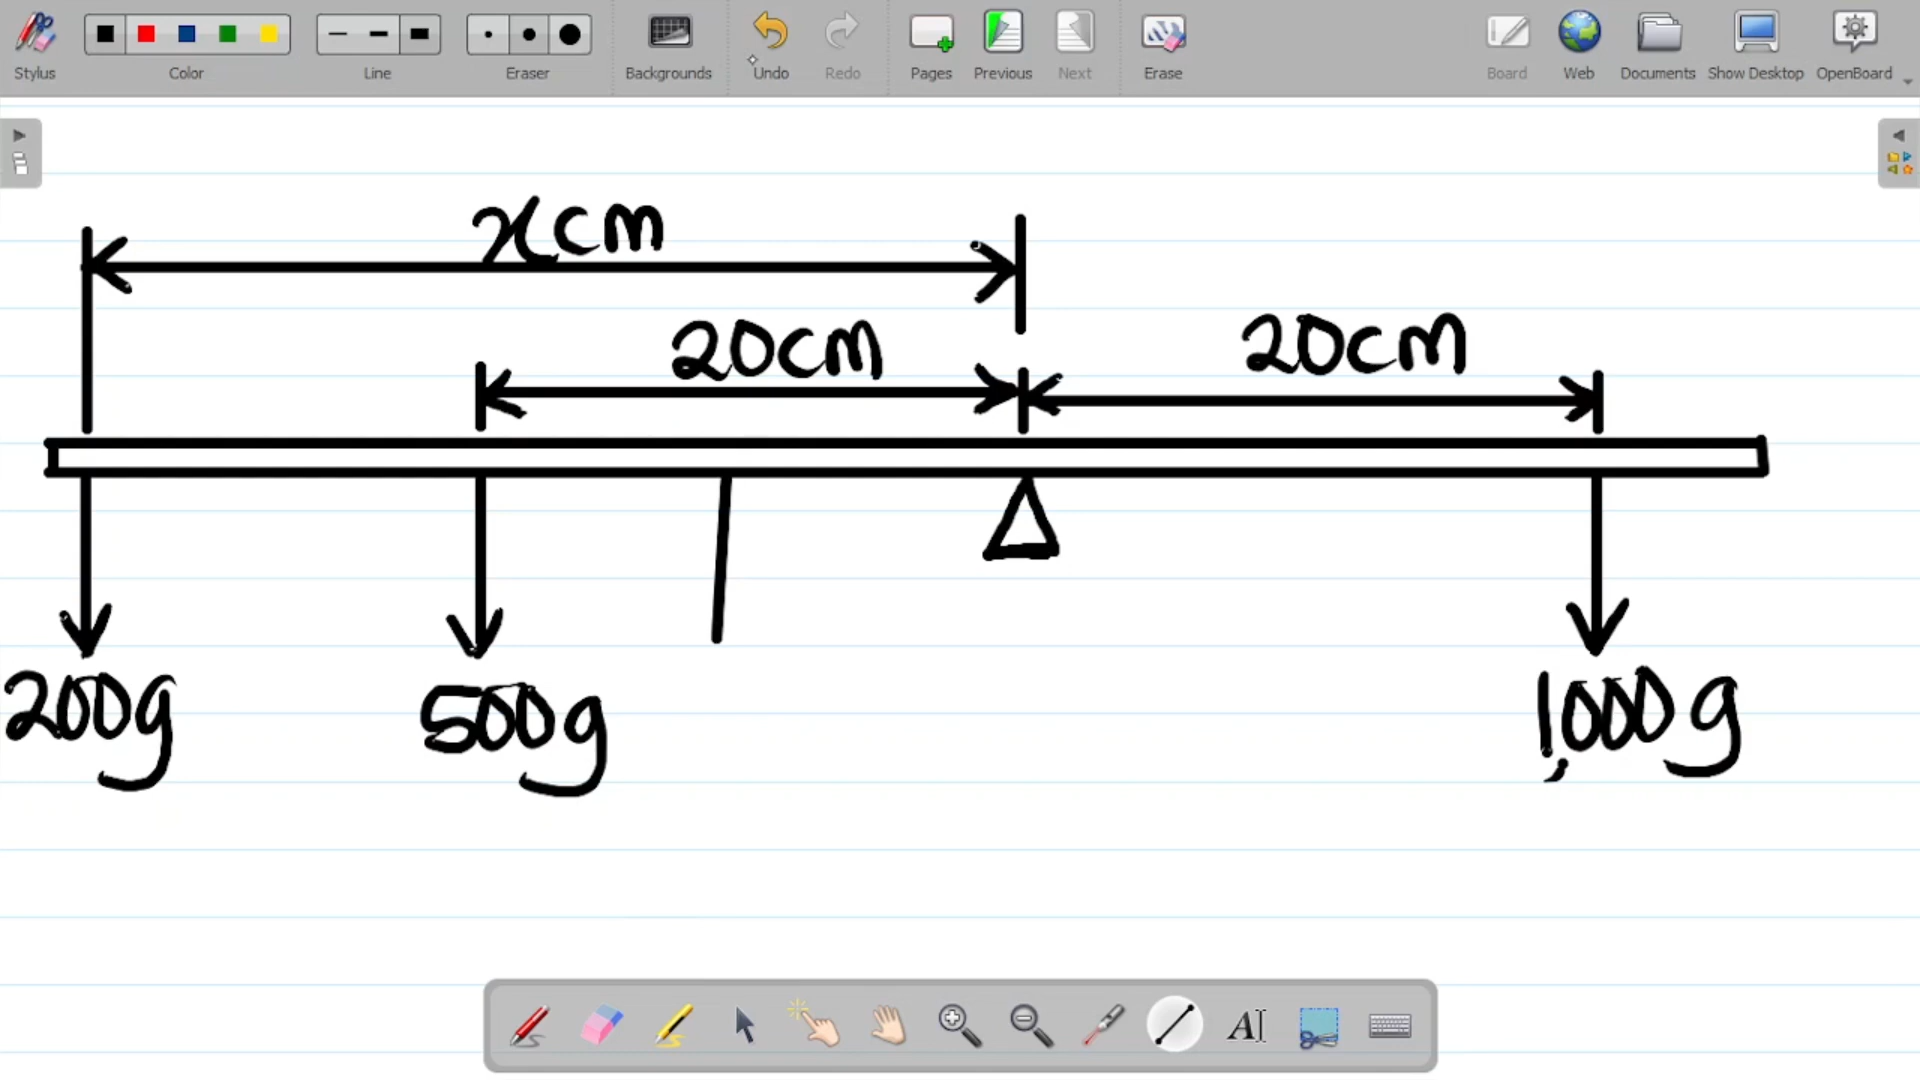 Stylus Color Line Eraser Backgrounds Undo Redo Pages Previous Next Erase Board Web Documents Show Desktop OpenBoard
xcm
20cm 20cm
200g 500g 1,000g
AI